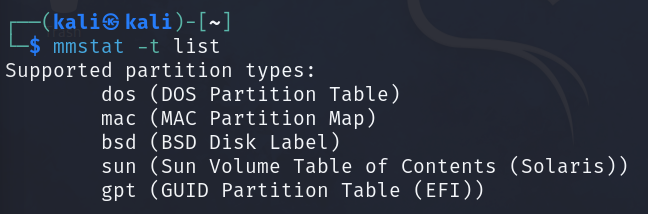 ┌──(kali㉿kali)-[~]
└─$ mmstat -t list
Supported partition types:
        dos (DOS Partition Table)
        mac (MAC Partition Map)
        bsd (BSD Disk Label)
        sun (Sun Volume Table of Contents (Solaris))
        gpt (GUID Partition Table (EFI))